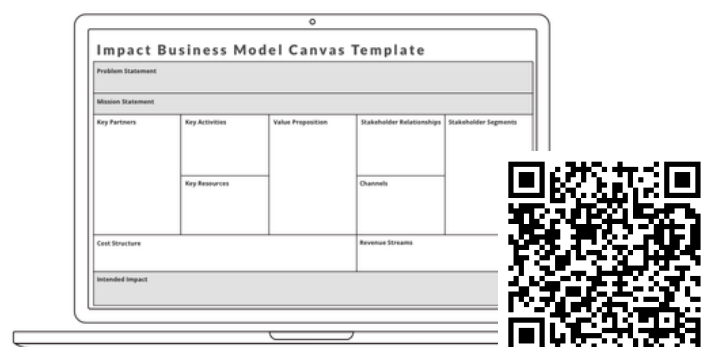 Impact Business Model Canvas Template
Problem Statement
Mission Statement
Key Partners
Key Activities
Value Proposition
Stakeholder Relationships
Stakeholder Segments
Key Resources
Channels
Cost Structure
Revenue Streams
Intended Impact